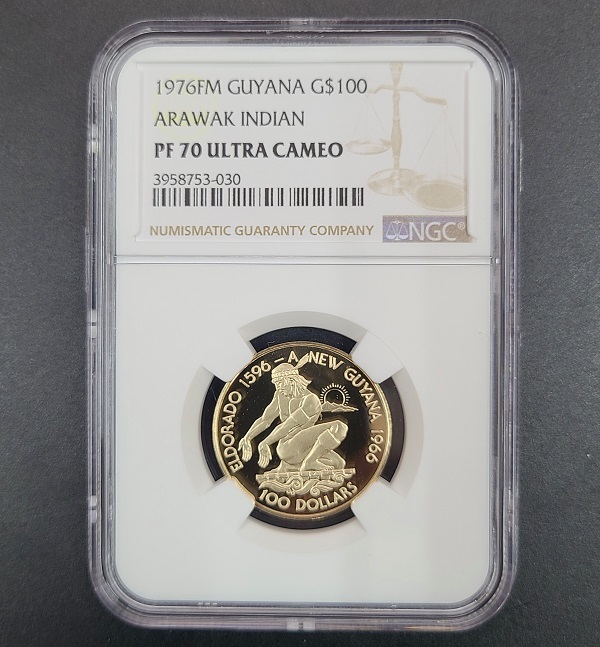 1976FM GUYANA G$100
ARAWAK INDIAN
PF 70 ULTRA CAMEO
3958753-030
NUMISMATIC GUARANTY COMPANY NGC®
ELDORADO 1596 - A NEW GUYANA 1966
100 DOLLARS